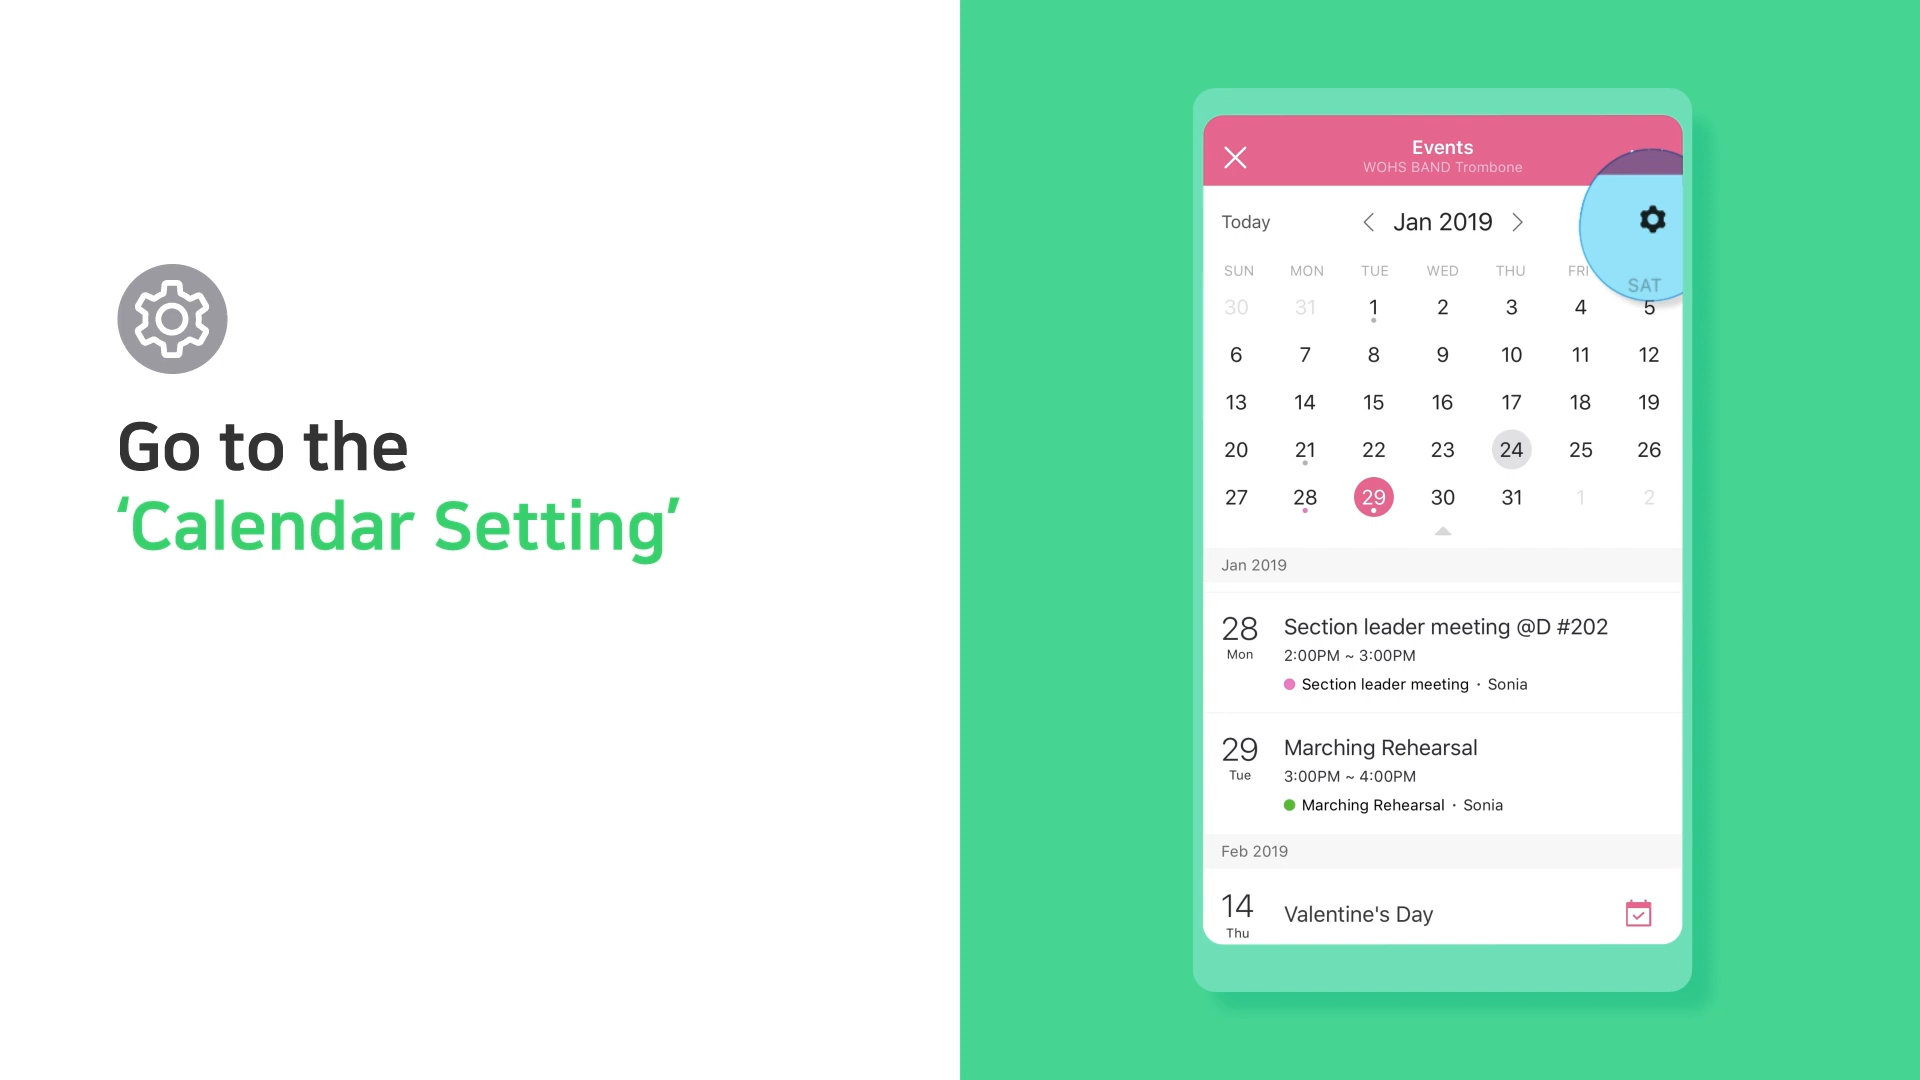 Go to the
‘Calendar Setting’
Events
WOHS BAND Trombone
Today
Jan 2019
SUN MON TUE WED THU FRI SAT
30 31 1 2 3 4 5
6 7 8 9 10 11 12
13 14 15 16 17 18 19
20 21 22 23 24 25 26
27 28 29 30 31 1 2
Jan 2019
28 Section leader meeting @D #202
Mon 2:00PM ~ 3:00PM
Section leader meeting · Sonia
29 Marching Rehearsal
Tue 3:00PM ~ 4:00PM
Marching Rehearsal · Sonia
Feb 2019
14 Valentine's Day
Thu